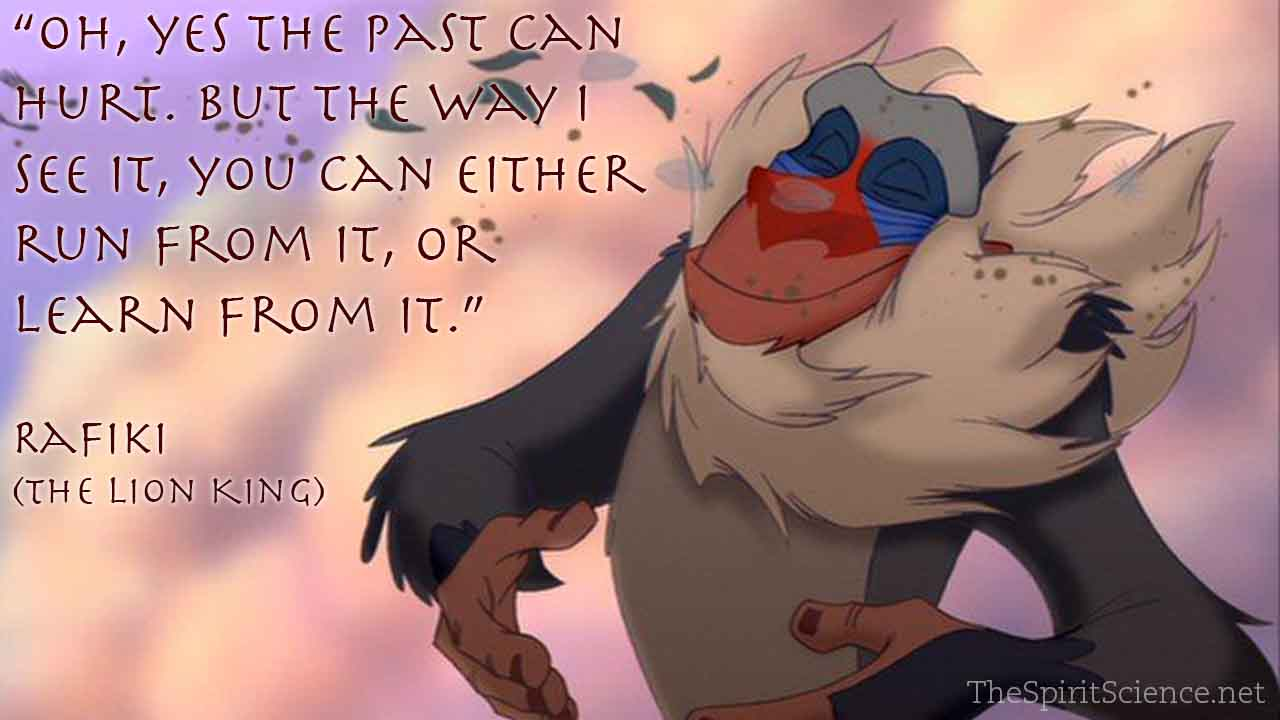 “Oh, yes the past can
hurt. But the way I
see it, you can either
run from it, or
learn from it.”
Rafiki
(The Lion King)
TheSpiritScience.net